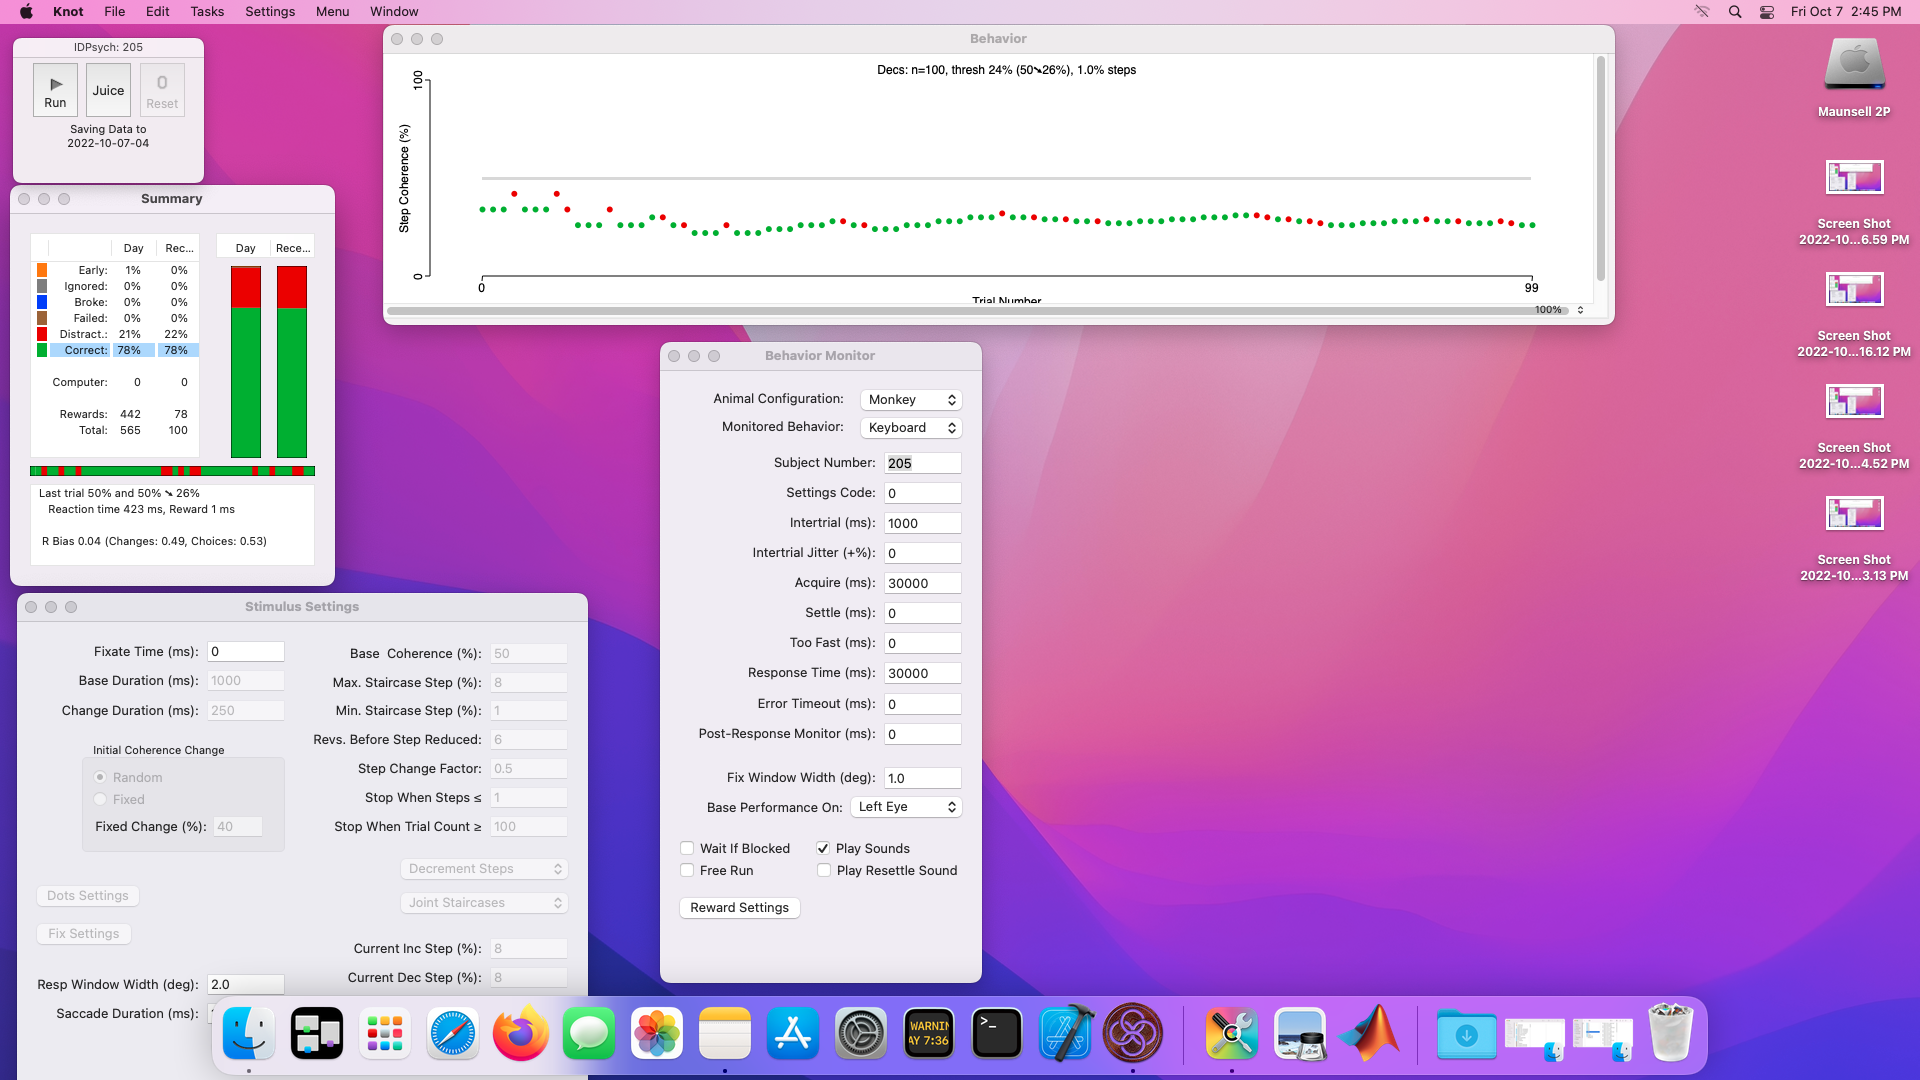 Knot File Edit Tasks Settings Menu Window
Fri Oct 7 2:45 PM
IDPsych: 205
Run
Juice
0
Reset
Saving Data to
2022-10-07-04
Summary
Day Rec...
Early: 1% 0%
Ignored: 0% 0%
Broke: 0% 0%
Failed: 0% 0%
Distract.: 21% 22%
Correct: 78% 78%
Computer: 0 0
Rewards: 442 78
Total: 565 100
Day Rece...
Last trial 50% and 50% ➘ 26%
Reaction time 423 ms, Reward 1 ms
R Bias 0.04 (Changes: 0.49, Choices: 0.53)
Behavior
Decs: n=100, thresh 24% (50➘26%), 1.0% steps
Step Coherence (%)
100
0
0
99
Trial Number
100%
Behavior Monitor
Animal Configuration: Monkey
Monitored Behavior: Keyboard
Subject Number: 205
Settings Code: 0
Intertrial (ms): 1000
Intertrial Jitter (+%): 0
Acquire (ms): 30000
Settle (ms): 0
Too Fast (ms): 0
Response Time (ms): 30000
Error Timeout (ms): 0
Post-Response Monitor (ms): 0
Fix Window Width (deg): 1.0
Base Performance On: Left Eye
Wait If Blocked Play Sounds
Free Run Play Resettle Sound
Reward Settings
Stimulus Settings
Fixate Time (ms): 0
Base Duration (ms): 1000
Change Duration (ms): 250
Initial Coherence Change
Random
Fixed
Fixed Change (%): 40
Dots Settings
Fix Settings
Resp Window Width (deg): 2.0
Saccade Duration (ms):
Base Coherence (%): 50
Max. Staircase Step (%): 8
Min. Staircase Step (%): 1
Revs. Before Step Reduced: 6
Step Change Factor: 0.5
Stop When Steps ≤ 1
Stop When Trial Count ≥ 100
Decrement Steps
Joint Staircases
Current Inc Step (%): 8
Current Dec Step (%): 8
Maunsell 2P
Screen Shot
2022-10...6.59 PM
Screen Shot
2022-10...16.12 PM
Screen Shot
2022-10...4.52 PM
Screen Shot
2022-10...3.13 PM
WARNIN
AY 7:36
>_